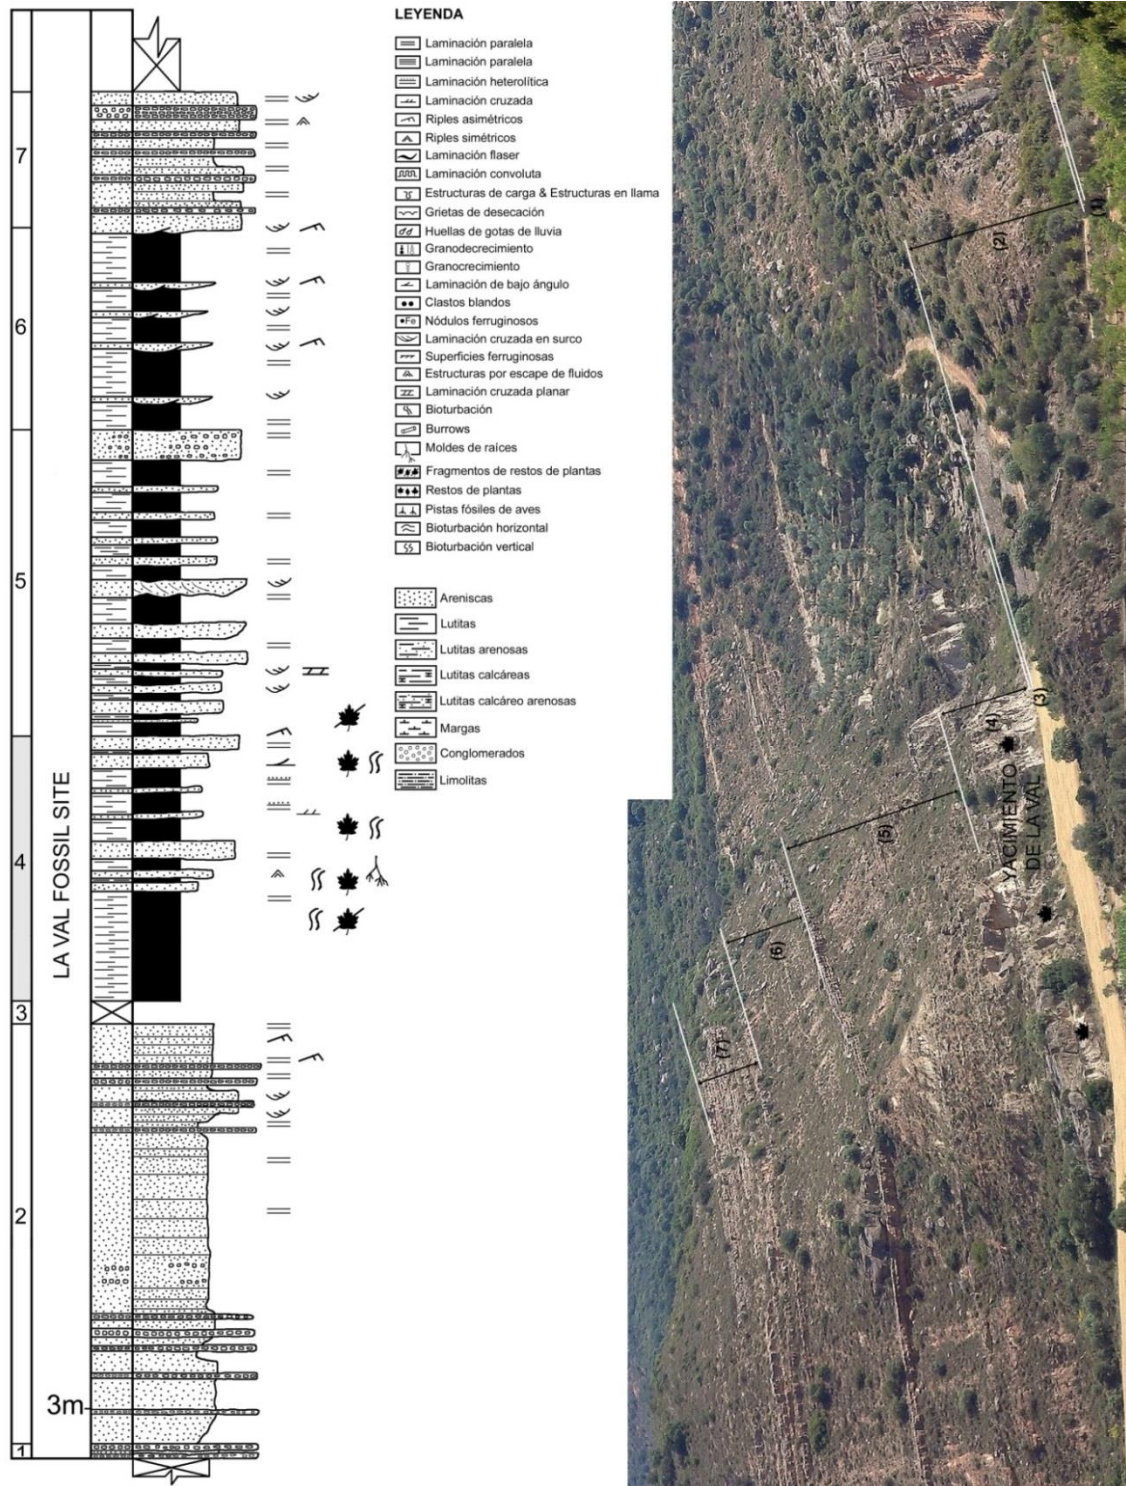 7
6
5
4
3
2
1
LA VAL FOSSIL SITE
3m
LEYENDA
Laminación paralela
Laminación paralela
Laminación heterolítica
Laminación cruzada
Riples asimétricos
Riples simétricos
Laminación flaser
Laminación convoluta
Estructuras de carga & Estructuras en llama
Grietas de desecación
Huellas de gotas de lluvia
Granodecrecimiento
Granocrecimiento
Laminación de bajo ángulo
Clastos blandos
Fe Nódulos ferruginosos
Laminación cruzada en surco
Superficies ferruginosas
Estructuras por escape de fluidos
Laminación cruzada planar
Bioturbación
Burrows
Moldes de raíces
Fragmentos de restos de plantas
Restos de plantas
Pistas fósiles de aves
Bioturbación horizontal
Bioturbación vertical
Areniscas
Lutitas
Lutitas arenosas
Lutitas calcáreas
Lutitas calcáreo arenosas
Margas
Conglomerados
Limolitas
(1)
(2)
(3)
(4)
YACIMIENTO
DE LA VAL
(5)
(6)
(7)